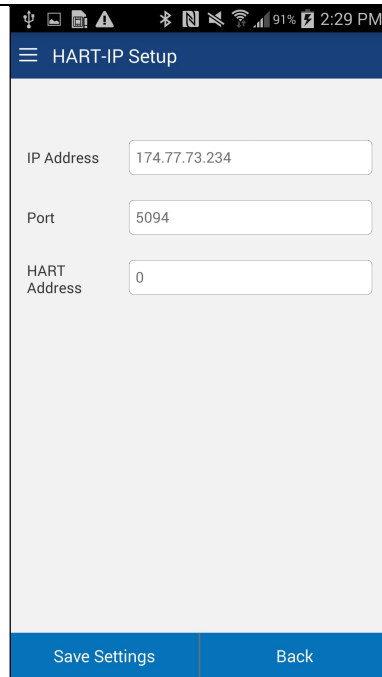 91% 2:29 PM
HART-IP Setup
IP Address 174.77.73.234
Port 5094
HART
Address 0
Save Settings Back